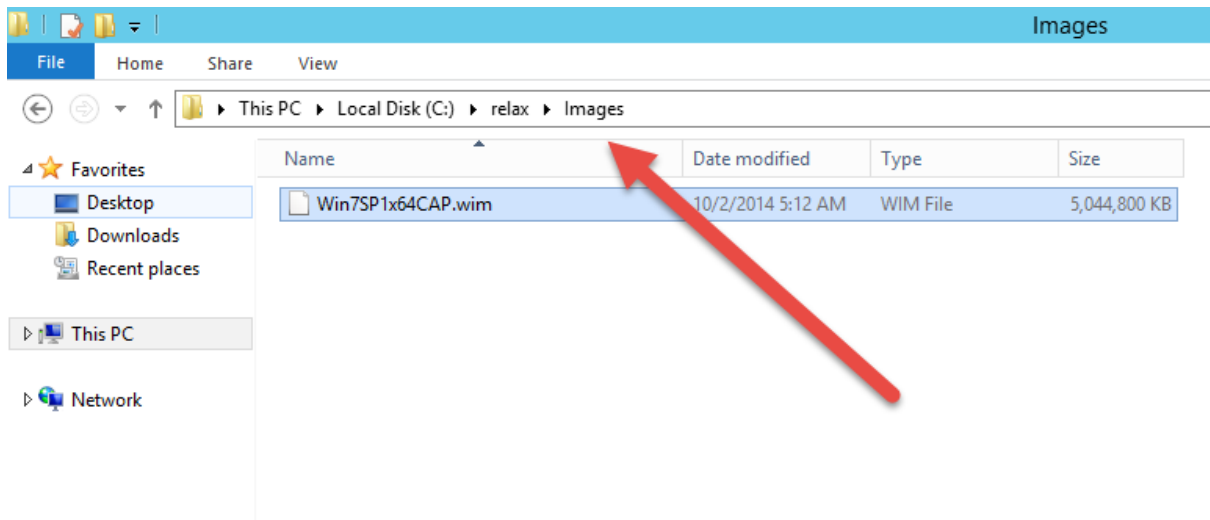 Images
File Home Share View
This PC Local Disk (C:) relax Images
Name Date modified Type Size
Favorites
Desktop
Downloads
Recent places
This PC
Network
Win7SP1x64CAP.wim 10/2/2014 5:12 AM WIM File 5,044,800 KB